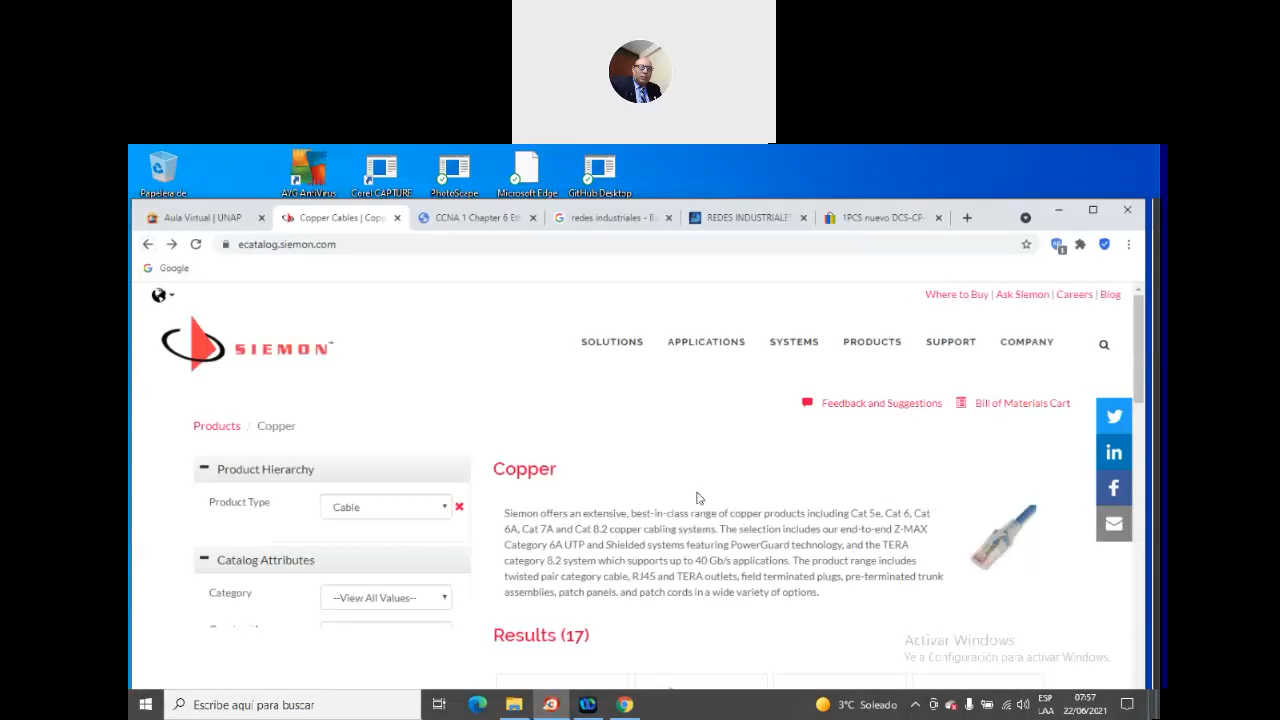 Papelera de
AVG AntiVirus
Corel CAPTURE
PhotoScape
Microsoft Edge
GitHub Desktop
Aula Virtual | UNAP
Copper Cables | Cop
CCNA 1 Chapter 6 E
redes industriales - B
REDES INDUSTRIALES
1PCS nuevo DCS-CP-
ecatalog.siemon.com
Google
Where to Buy | Ask Siemon | Careers | Blog
SIEMON
SOLUTIONS APPLICATIONS SYSTEMS PRODUCTS SUPPORT COMPANY
Feedback and Suggestions Bill of Materials Cart
Products / Copper
Product Hierarchy
Product Type Cable
Catalog Attributes
Category --View All Values--
Copper
Siemon offers an extensive, best-in-class range of copper products including Cat 5e, Cat 6, Cat
6A, Cat 7A and Cat 8.2 copper cabling systems. The selection includes our end-to-end Z-MAX
Category 6A UTP and Shielded systems featuring PowerGuard technology, and the TERA
category 8.2 system which supports up to 40 Gb/s applications. The product range includes
twisted pair category cable, RJ45 and TERA outlets, field terminated plugs, pre-terminated trunk
assemblies, patch panels, and patch cords in a wide variety of options.
Results (17)
in
f
Activar Windows
Ve a Configuración para activar Windows.
Escribe aquí para buscar
3°C Soleado
ESP
LAA
07:57
22/06/2021